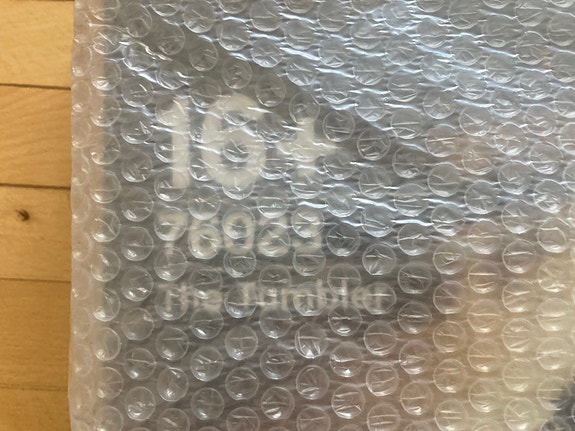 16+
76023
The Tumbler